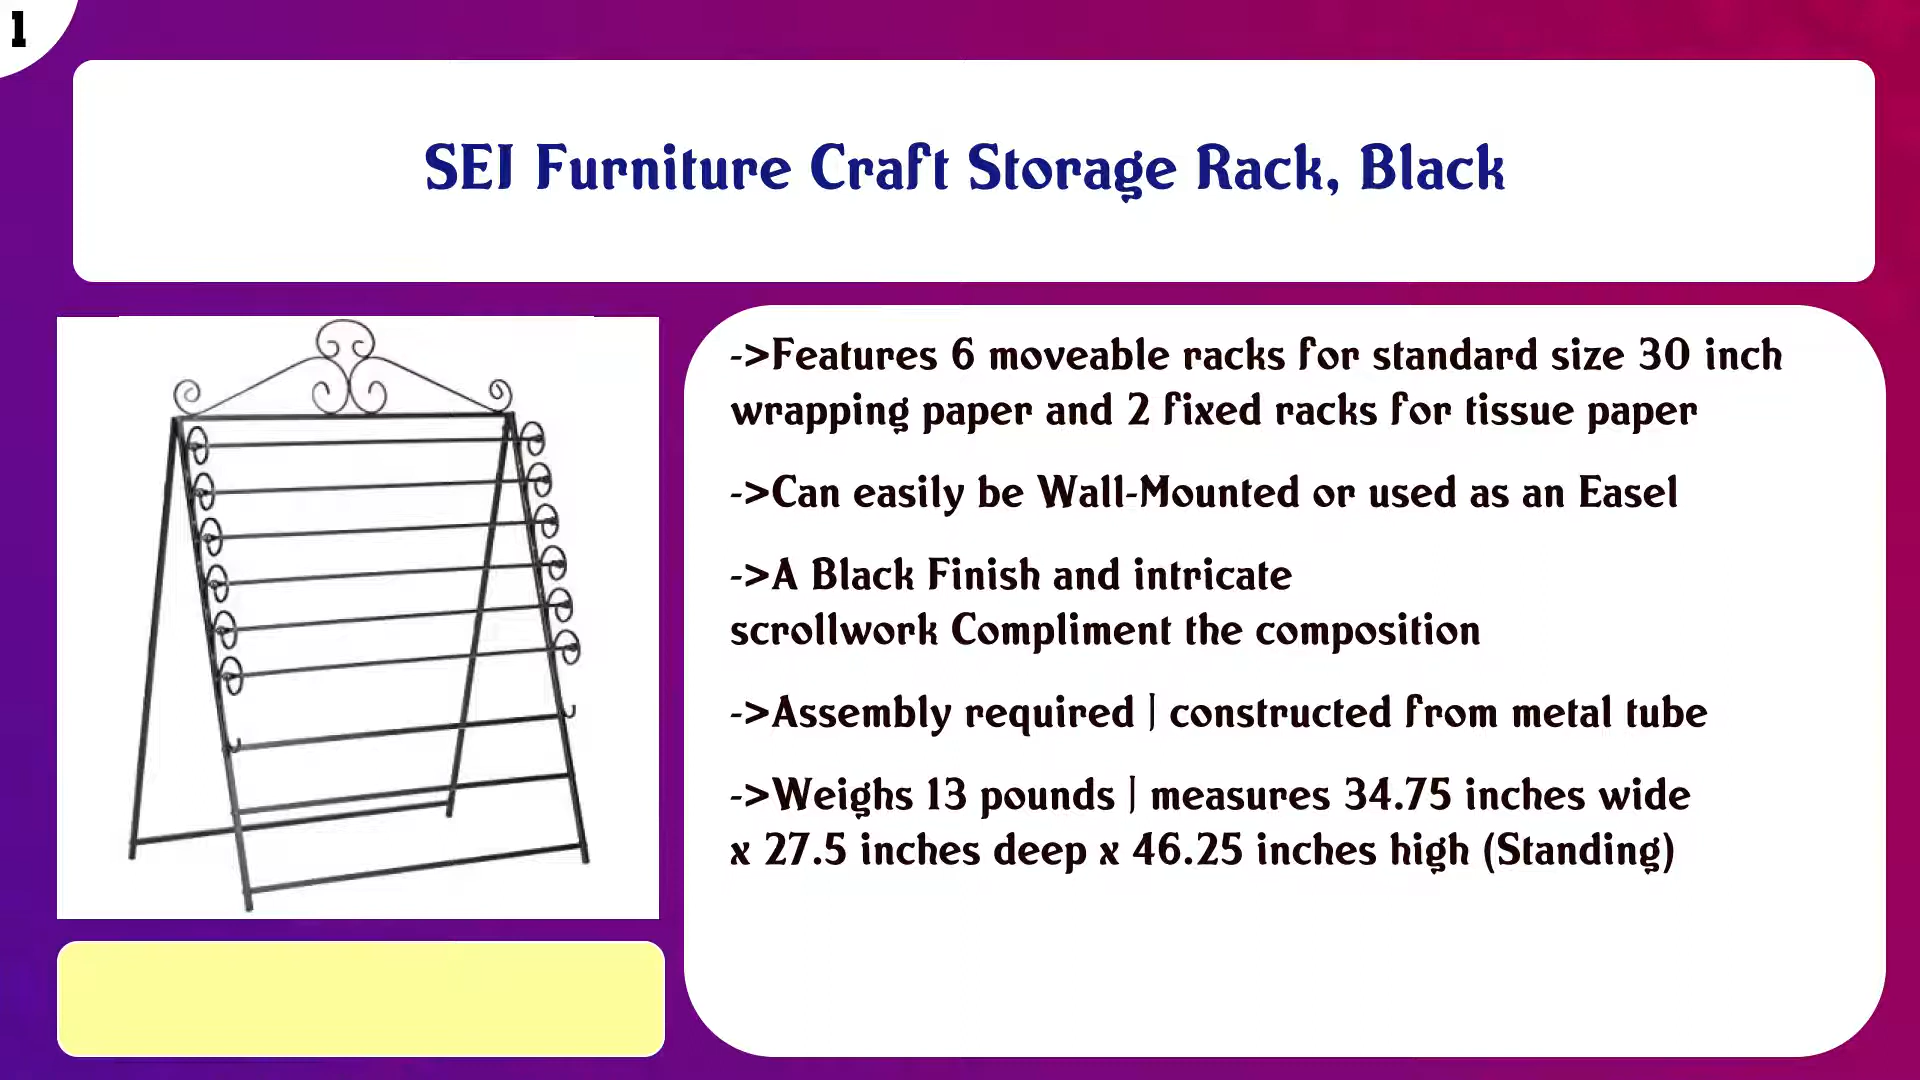 1
SEI Furniture Craft Storage Rack, Black
->Features 6 moveable racks for standard size 30 inch
wrapping paper and 2 fixed racks for tissue paper
->Can easily be Wall-Mounted or used as an Easel
->A Black Finish and intricate
scrollwork Compliment the composition
->Assembly required | constructed from metal tube
->Weighs 13 pounds | measures 34.75 inches wide
x 27.5 inches deep x 46.25 inches high (Standing)